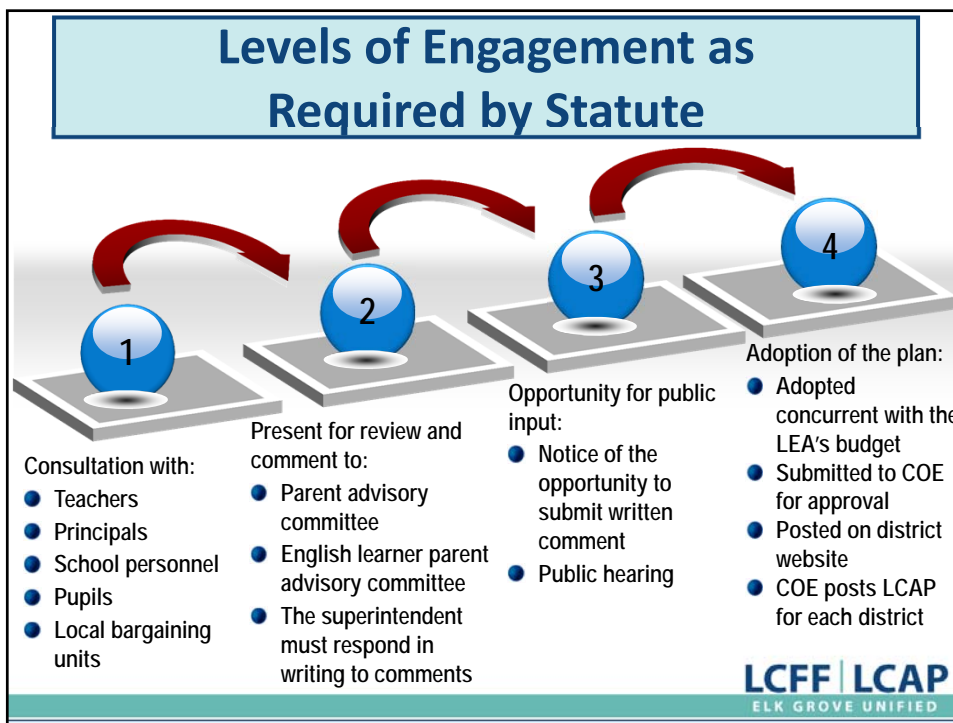 Levels of Engagement as
Required by Statute
1
Consultation with:
Teachers
Principals
School personnel
Pupils
Local bargaining
units
2
Present for review and
comment to:
Parent advisory
committee
English learner parent
advisory committee
The superintendent
must respond in
writing to comments
3
Opportunity for public
input:
Notice of the
opportunity to
submit written
comment
Public hearing
4
Adoption of the plan:
Adopted
concurrent with the
LEA's budget
Submitted to COE
for approval
Posted on district
website
COE posts LCAP
for each district
LCFF | LCAP
ELK GROVE UNIFIED